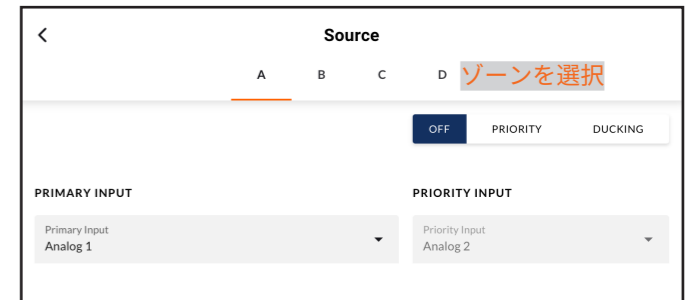 Source
A B C D ゾーンを選択
OFF PRIORITY DUCKING
PRIMARY INPUT PRIORITY INPUT
Primary Input Priority Input
Analog 1 Analog 2